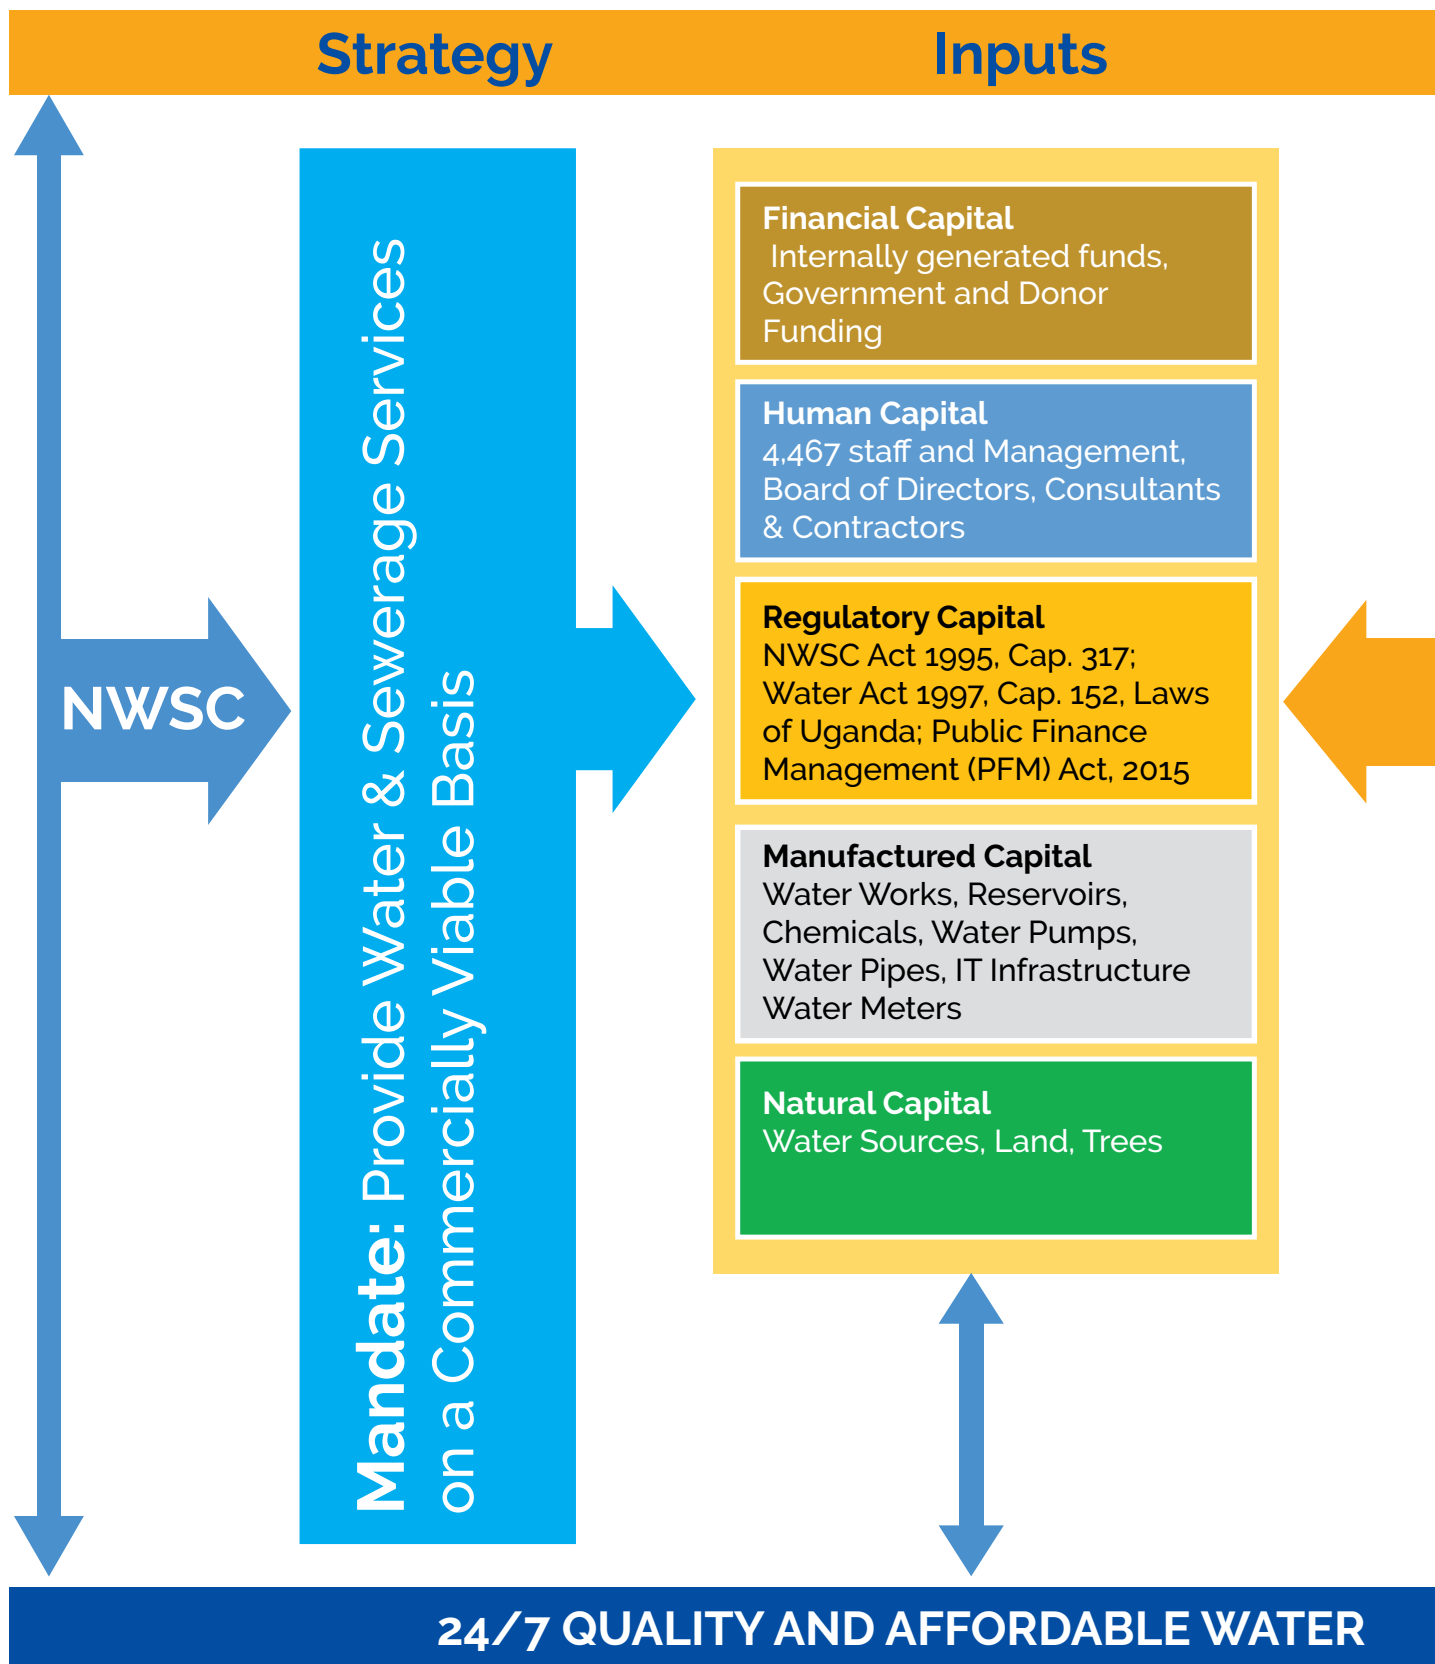 Strategy
Inputs
NWSC
Mandate: Provide Water & Sewerage Services
on a Commercially Viable Basis
Financial Capital
Internally generated funds,
Government and Donor
Funding
Human Capital
4,467 staff and Management,
Board of Directors, Consultants
& Contractors
Regulatory Capital
NWSC Act 1995, Cap. 317;
Water Act 1997, Cap. 152, Laws
of Uganda; Public Finance
Management (PFM) Act, 2015
Manufactured Capital
Water Works, Reservoirs,
Chemicals, Water Pumps,
Water Pipes, IT Infrastructure
Water Meters
Natural Capital
Water Sources, Land, Trees
24/7 QUALITY AND AFFORDABLE WATER